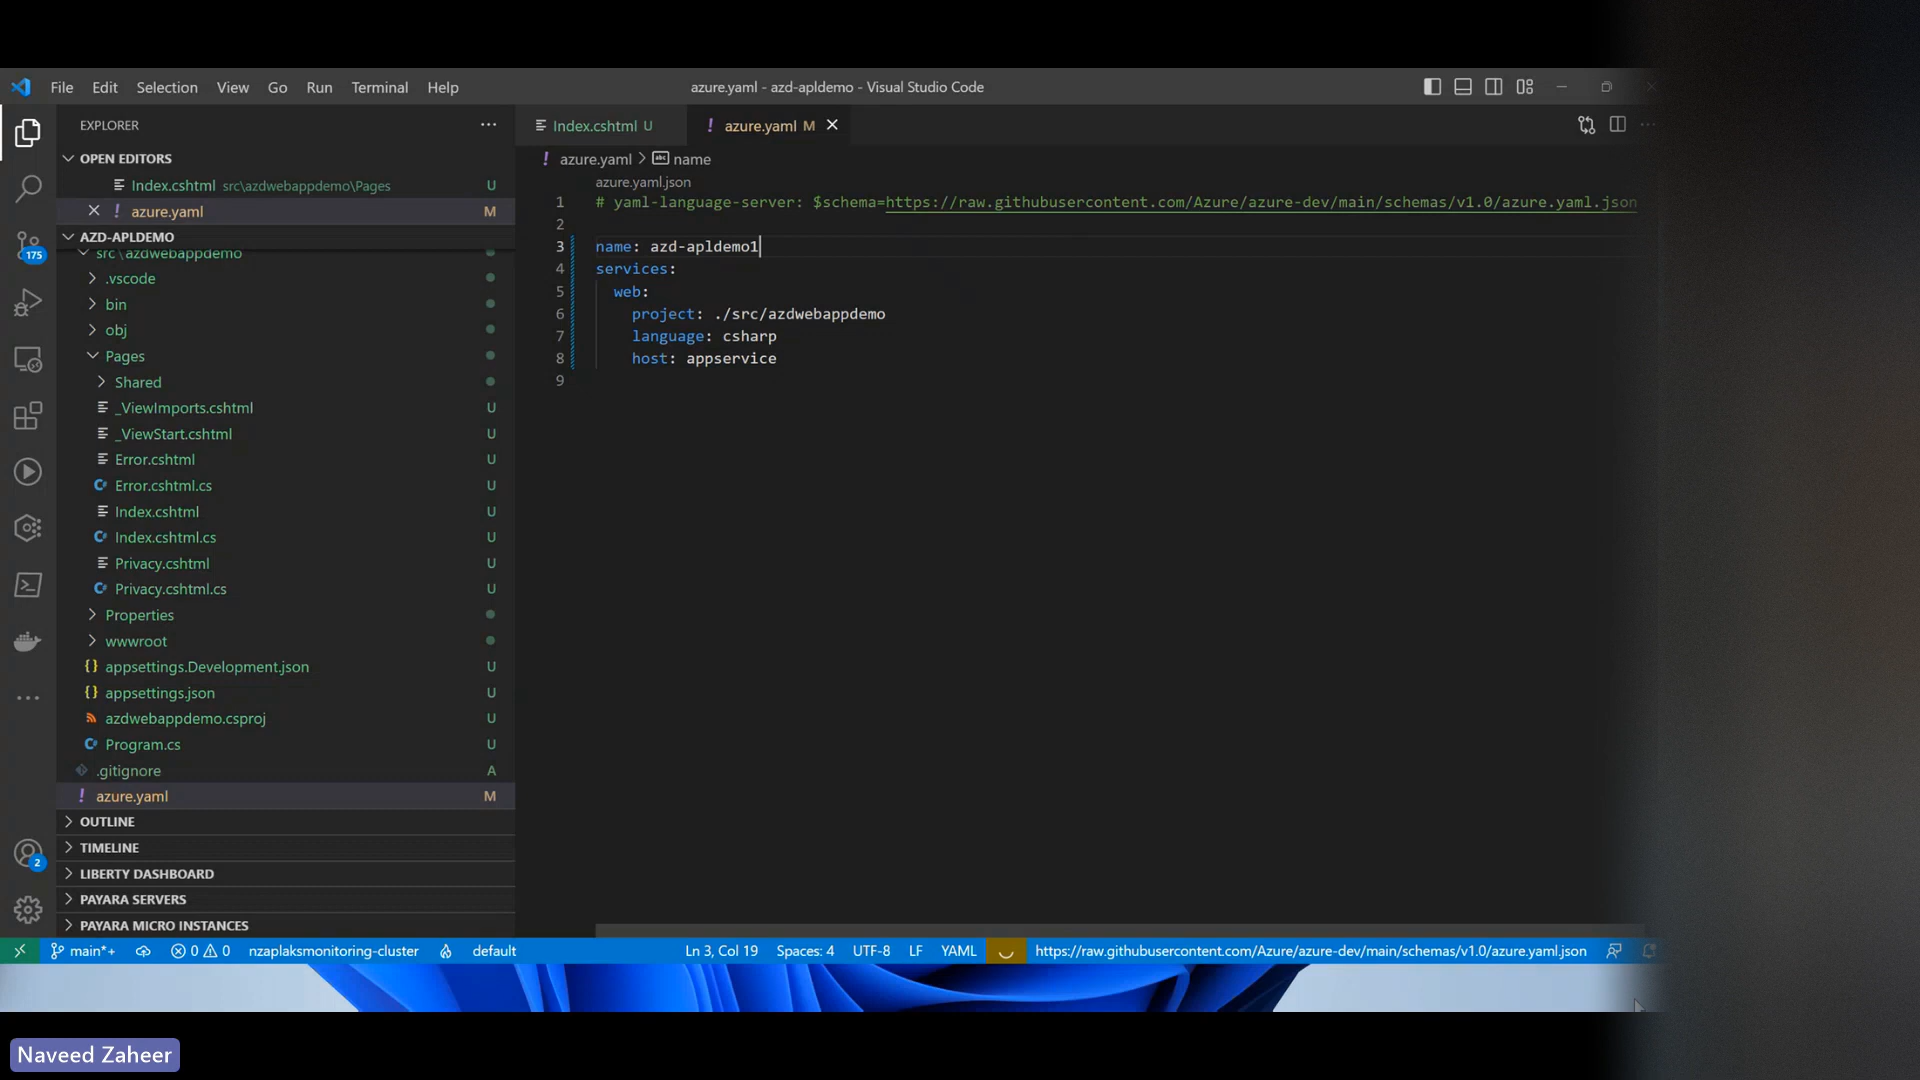 File Edit Selection View Go Run Terminal Help
azure.yaml - azd-apldemo - Visual Studio Code
EXPLORER
OPEN EDITORS
Index.cshtml src\azdwebappdemo\Pages U
azure.yaml M
AZD-APLDEMO
src\azdwebappdemo
.vscode
bin
obj
Pages
Shared
_ViewImports.cshtml U
_ViewStart.cshtml U
Error.cshtml U
Error.cshtml.cs U
Index.cshtml U
Index.cshtml.cs U
Privacy.cshtml U
Privacy.cshtml.cs U
Properties
wwwroot
appsettings.Development.json U
appsettings.json U
azdwebappdemo.csproj U
Program.cs U
.gitignore A
azure.yaml M
OUTLINE
TIMELINE
LIBERTY DASHBOARD
PAYARA SERVERS
PAYARA MICRO INSTANCES
175
2
Index.cshtml U
azure.yaml M
azure.yaml > abc name
azure.yaml.json
1 # yaml-language-server: $schema=https://raw.githubusercontent.com/Azure/azure-dev/main/schemas/v1.0/azure.yaml.json
2
3 name: azd-apldemo1
4 services:
5 web:
6 project: ./src/azdwebappdemo
7 language: csharp
8 host: appservice
9
main*+ 0 0 nzaplaksmonitoring-cluster default Ln 3, Col 19 Spaces: 4 UTF-8 LF YAML https://raw.githubusercontent.com/Azure/azure-dev/main/schemas/v1.0/azure.yaml.json
Naveed Zaheer